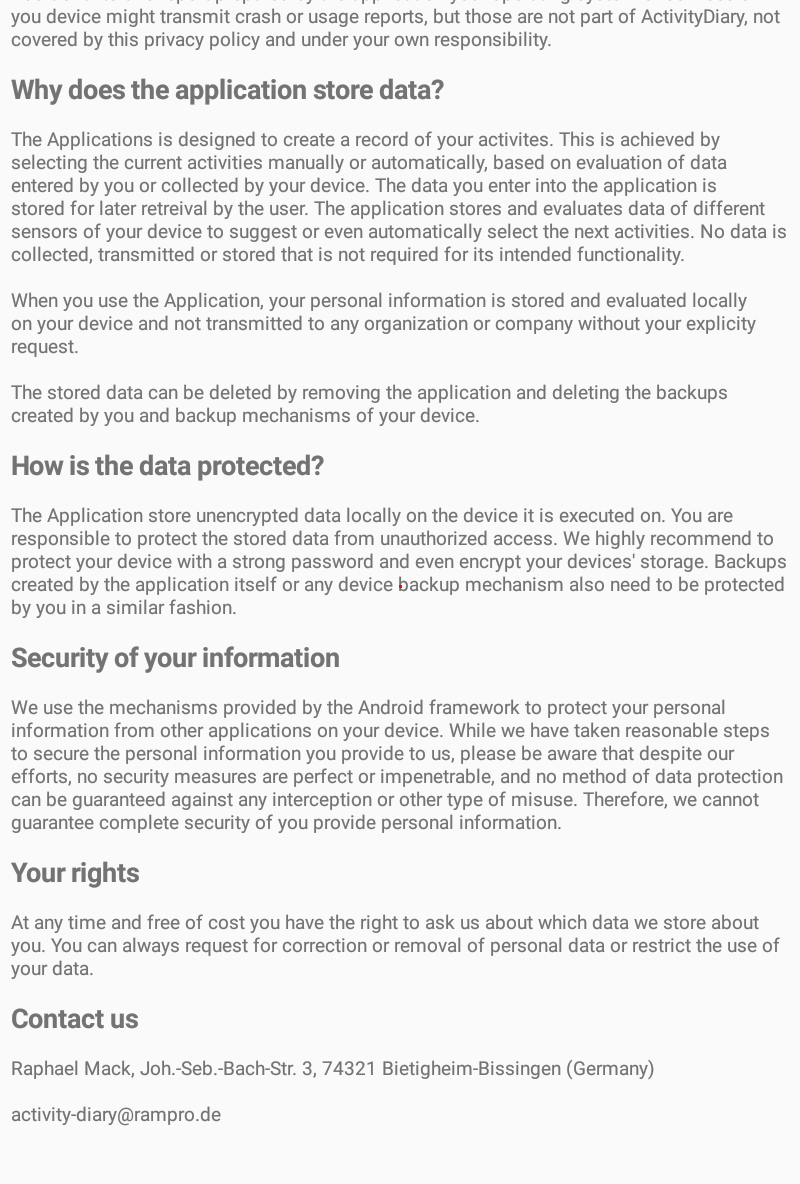 you device might transmit crash or usage reports, but those are not part of ActivityDiary, not
covered by this privacy policy and under your own responsibility.
Why does the application store data?
The Applications is designed to create a record of your activites. This is achieved by
selecting the current activities manually or automatically, based on evaluation of data
entered by you or collected by your device. The data you enter into the application is
stored for later retreival by the user. The application stores and evaluates data of different
sensors of your device to suggest or even automatically select the next activities. No data is
collected, transmitted or stored that is not required for its intended functionality.
When you use the Application, your personal information is stored and evaluated locally
on your device and not transmitted to any organization or company without your explicity
request.
The stored data can be deleted by removing the application and deleting the backups
created by you and backup mechanisms of your device.
How is the data protected?
The Application store unencrypted data locally on the device it is executed on. You are
responsible to protect the stored data from unauthorized access. We highly recommend to
protect your device with a strong password and even encrypt your devices' storage. Backups
created by the application itself or any device backup mechanism also need to be protected
by you in a similar fashion.
Security of your information
We use the mechanisms provided by the Android framework to protect your personal
information from other applications on your device. While we have taken reasonable steps
to secure the personal information you provide to us, please be aware that despite our
efforts, no security measures are perfect or impenetrable, and no method of data protection
can be guaranteed against any interception or other type of misuse. Therefore, we cannot
guarantee complete security of you provide personal information.
Your rights
At any time and free of cost you have the right to ask us about which data we store about
you. You can always request for correction or removal of personal data or restrict the use of
your data.
Contact us
Raphael Mack, Joh.-Seb.-Bach-Str. 3, 74321 Bietigheim-Bissingen (Germany)
activity-diary@rampro.de